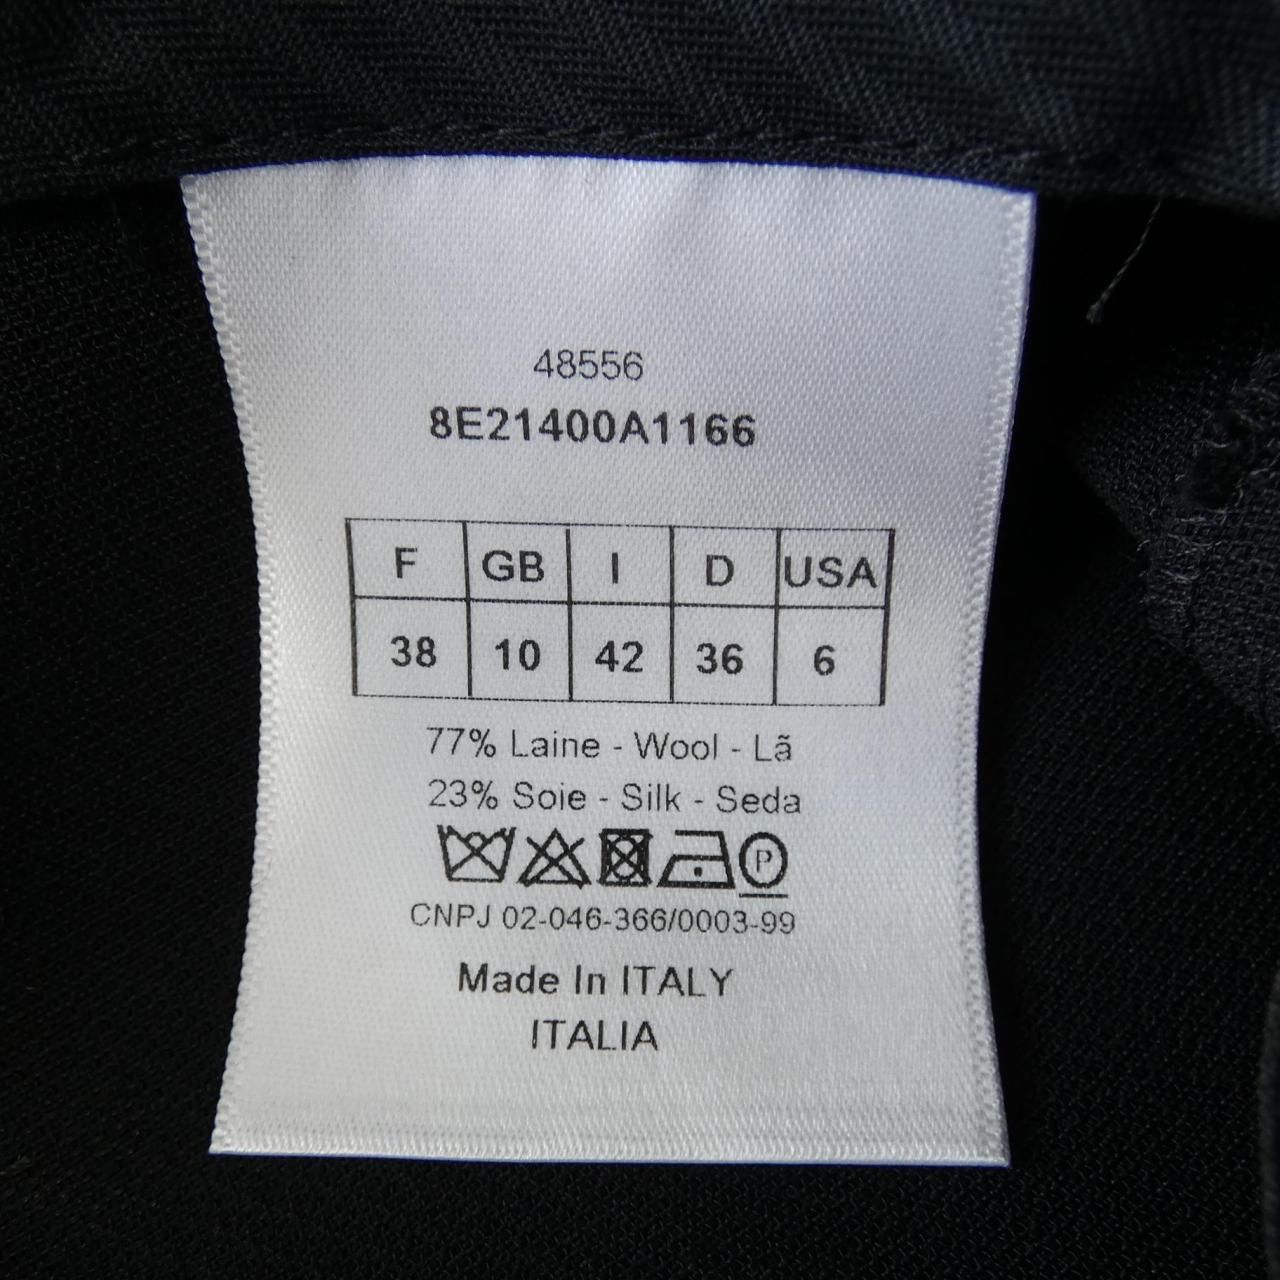 48556
8E21400A1166
F GB I D USA
38 10 42 36 6
77% Laine - Wool - Lã
23% Soie - Silk - Seda
P
CNPJ 02-046-366/0003-99
Made In ITALY
ITALIA